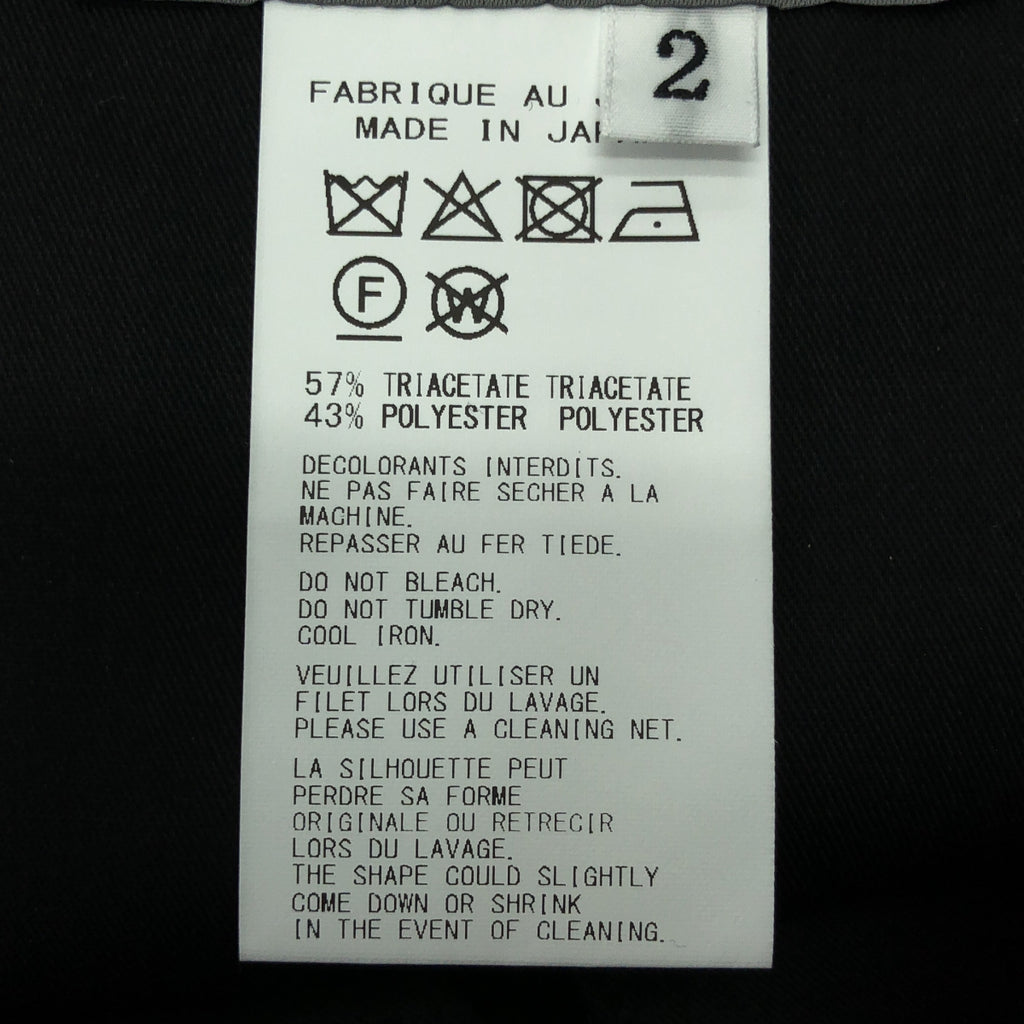 2
FABRIQUE AU
MADE IN
F
W
57% TRIACETATE TRIACETATE
43% POLYESTER POLYESTER
DECOLORANTS INTERDITS.
NE PAS FAIRE SECHER A LA
MACHINE.
REPASSER AU FER TIEDE.
DO NOT BLEACH.
DO NOT TUMBLE DRY.
COOL IRON.
VEUILLEZ UTILISER UN
FILET LORS DU LAVAGE.
PLEASE USE A CLEANING NET.
LA SILHOUETTE PEUT
PERDRE SA FORME
ORIGINALE OU RETRECIR
LORS DU LAVAGE.
THE SHAPE COULD SLIGHTLY
COME DOWN OR SHRINK
IN THE EVENT OF CLEANING.